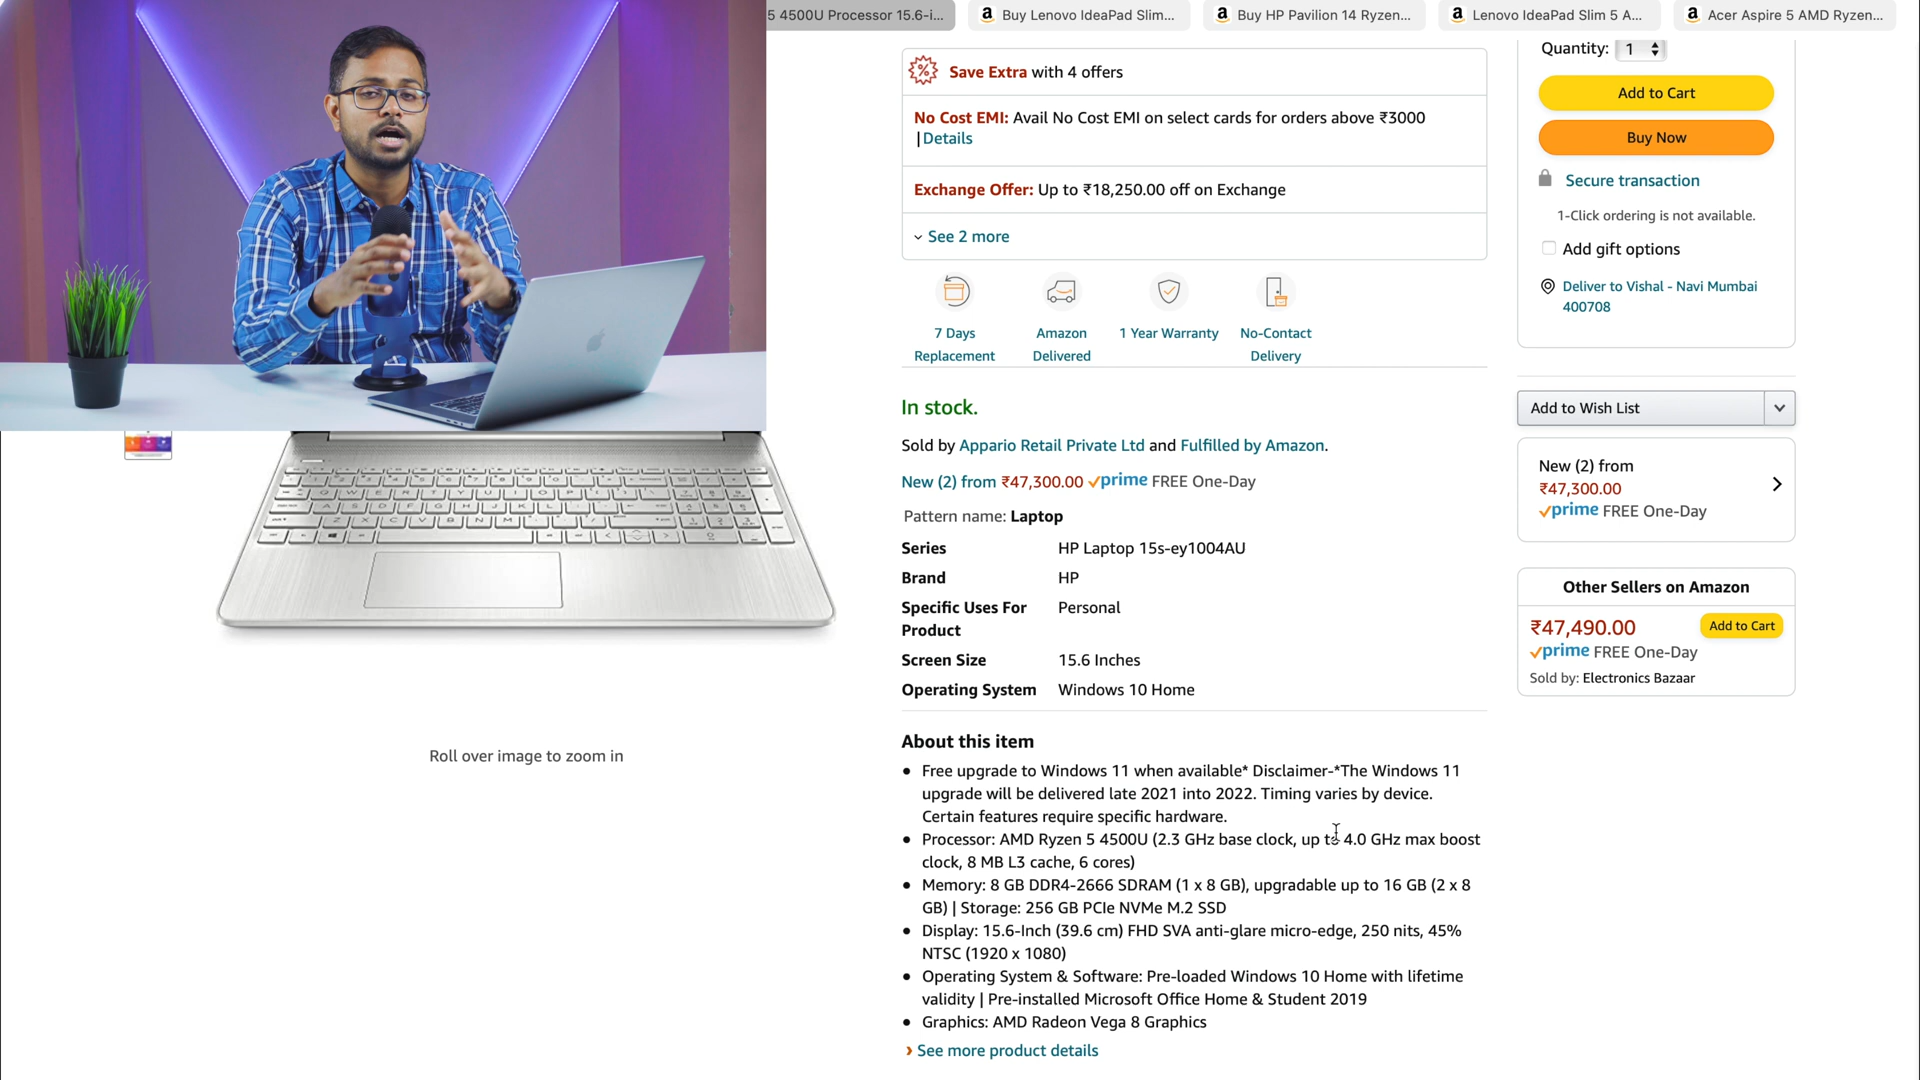 5 4500U Processor 15.6-i...
Buy Lenovo IdeaPad Slim...
Buy HP Pavilion 14 Ryzen...
Lenovo IdeaPad Slim 5 A...
Acer Aspire 5 AMD Ryzen...
Save Extra with 4 offers
No Cost EMI: Avail No Cost EMI on select cards for orders above ₹3000
| Details
Exchange Offer: Up to ₹18,250.00 off on Exchange
See 2 more
7 Days
Replacement
Amazon
Delivered
1 Year Warranty
No-Contact
Delivery
In stock.
Sold by Appario Retail Private Ltd and Fulfilled by Amazon.
New (2) from ₹47,300.00 prime FREE One-Day
Pattern name: Laptop
Series HP Laptop 15s-ey1004AU
Brand HP
Specific Uses For Personal
Product
Screen Size 15.6 Inches
Operating System Windows 10 Home
About this item
Free upgrade to Windows 11 when available* Disclaimer-*The Windows 11
upgrade will be delivered late 2021 into 2022. Timing varies by device.
Certain features require specific hardware.
Processor: AMD Ryzen 5 4500U (2.3 GHz base clock, up to 4.0 GHz max boost
clock, 8 MB L3 cache, 6 cores)
Memory: 8 GB DDR4-2666 SDRAM (1 x 8 GB), upgradable up to 16 GB (2 x 8
GB) | Storage: 256 GB PCIe NVMe M.2 SSD
Display: 15.6-Inch (39.6 cm) FHD SVA anti-glare micro-edge, 250 nits, 45%
NTSC (1920 x 1080)
Operating System & Software: Pre-loaded Windows 10 Home with lifetime
validity | Pre-installed Microsoft Office Home & Student 2019
Graphics: AMD Radeon Vega 8 Graphics
See more product details
Roll over image to zoom in
Quantity: 1
Add to Cart
Buy Now
Secure transaction
1-Click ordering is not available.
Add gift options
Deliver to Vishal - Navi Mumbai
400708
Add to Wish List
New (2) from
₹47,300.00
prime FREE One-Day
Other Sellers on Amazon
₹47,490.00
Add to Cart
prime FREE One-Day
Sold by: Electronics Bazaar